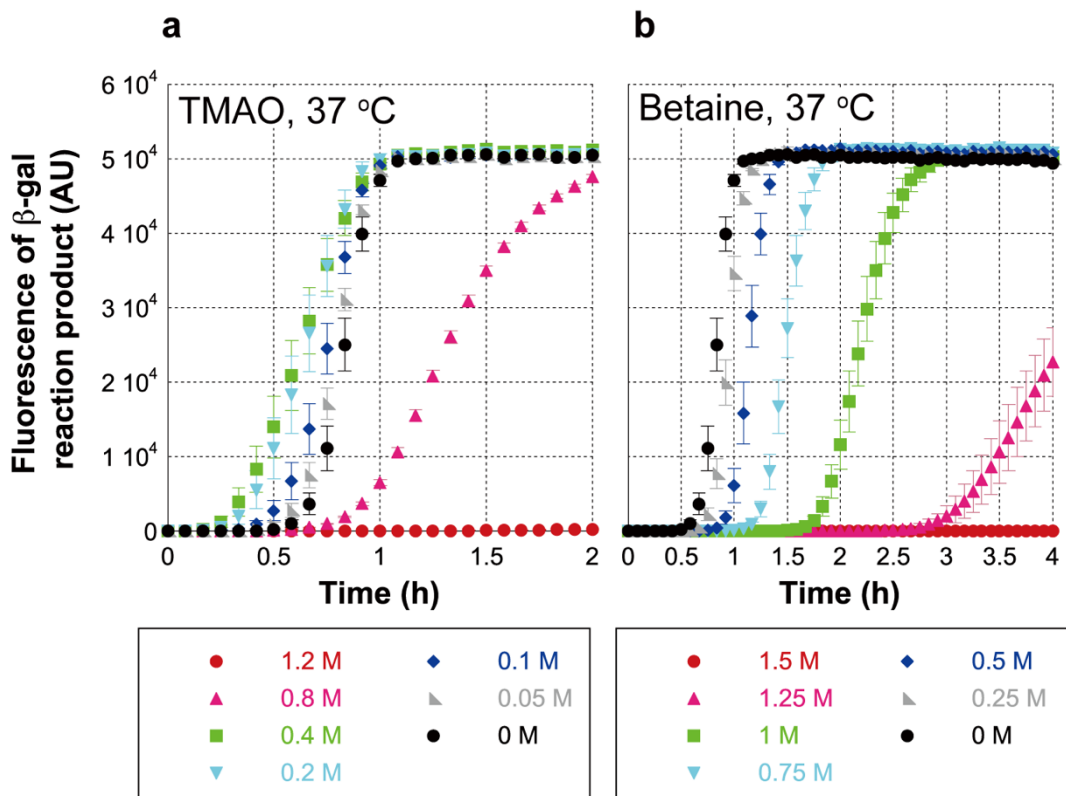 a
b
Fluorescence of β-gal
reaction product (AU)
6 10⁴
5 10⁴
4 10⁴
3 10⁴
2 10⁴
1 10⁴
0
TMAO, 37 °C
Betaine, 37 °C
0 0.5 1 1.5 2
0 0.5 1 1.5 2 2.5 3 3.5 4
Time (h)
Time (h)
1.2 M
0.8 M
0.4 M
0.2 M
0.1 M
0.05 M
0 M
1.5 M
1.25 M
1 M
0.75 M
0.5 M
0.25 M
0 M